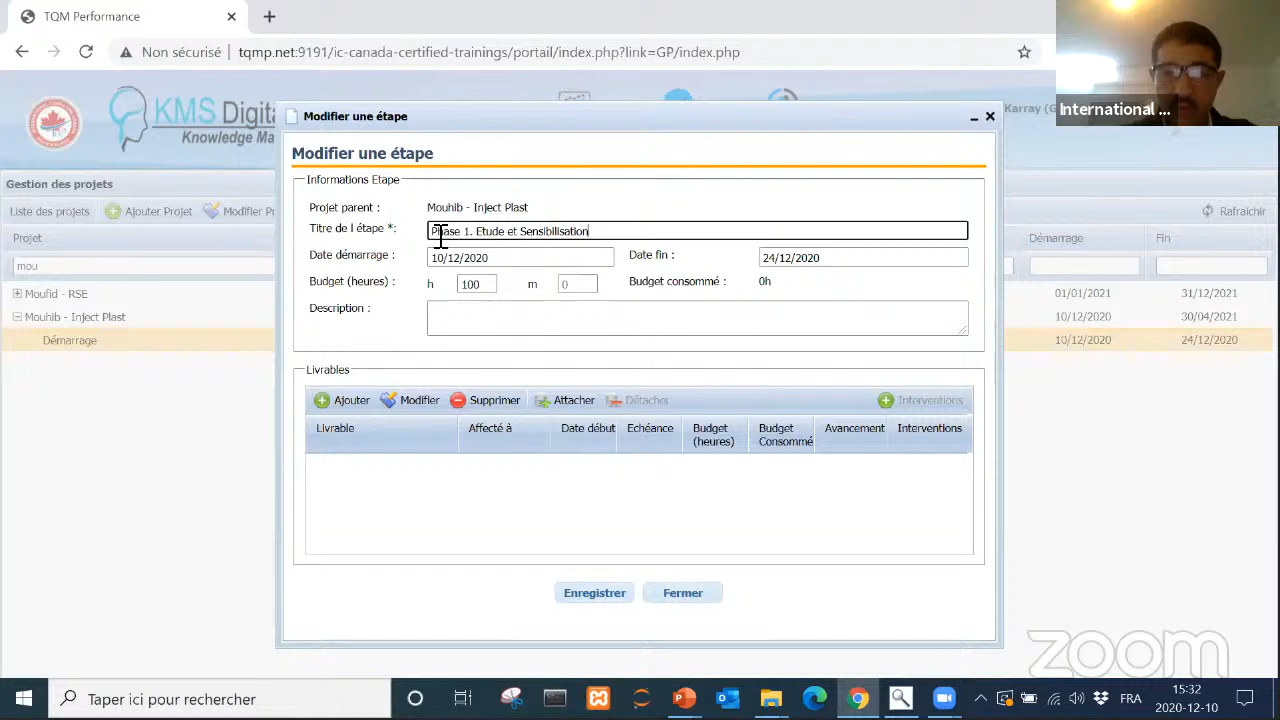 TQM Performance
Non sécurisé
tqmp.net:9191/ic-canada-certified-trainings/portail/index.php?link=GP/index.php
International ...
KMS Digita
Knowledge Ma
Karray (G
Modifier une étape
Modifier une étape
Gestion des projets
Liste des projets
Ajouter Projet
Modifier Pr
Rafraichir
Projet
Démarrage
Fin
mou
Moufid - RSE
01/01/2021
31/12/2021
Mouhib - Inject Plast
10/12/2020
30/04/2021
Démarrage
10/12/2020
24/12/2020
Informations Etape
Projet parent :
Mouhib - Inject Plast
Titre de l étape *:
Phase 1. Etude et Sensibilisation
Date démarrage :
10/12/2020
Date fin :
24/12/2020
Budget (heures) :
h
100
m
0
Budget consommé :
0h
Description :
Livrables
Ajouter
Modifier
Supprimer
Attacher
Détacher
Interventions
Livrable
Affecté à
Date début
Echéance
Budget
(heures)
Budget
Consommé
Avancement
Interventions
Enregistrer
Fermer
zoom
Taper ici pour rechercher
FRA
15:32
2020-12-10